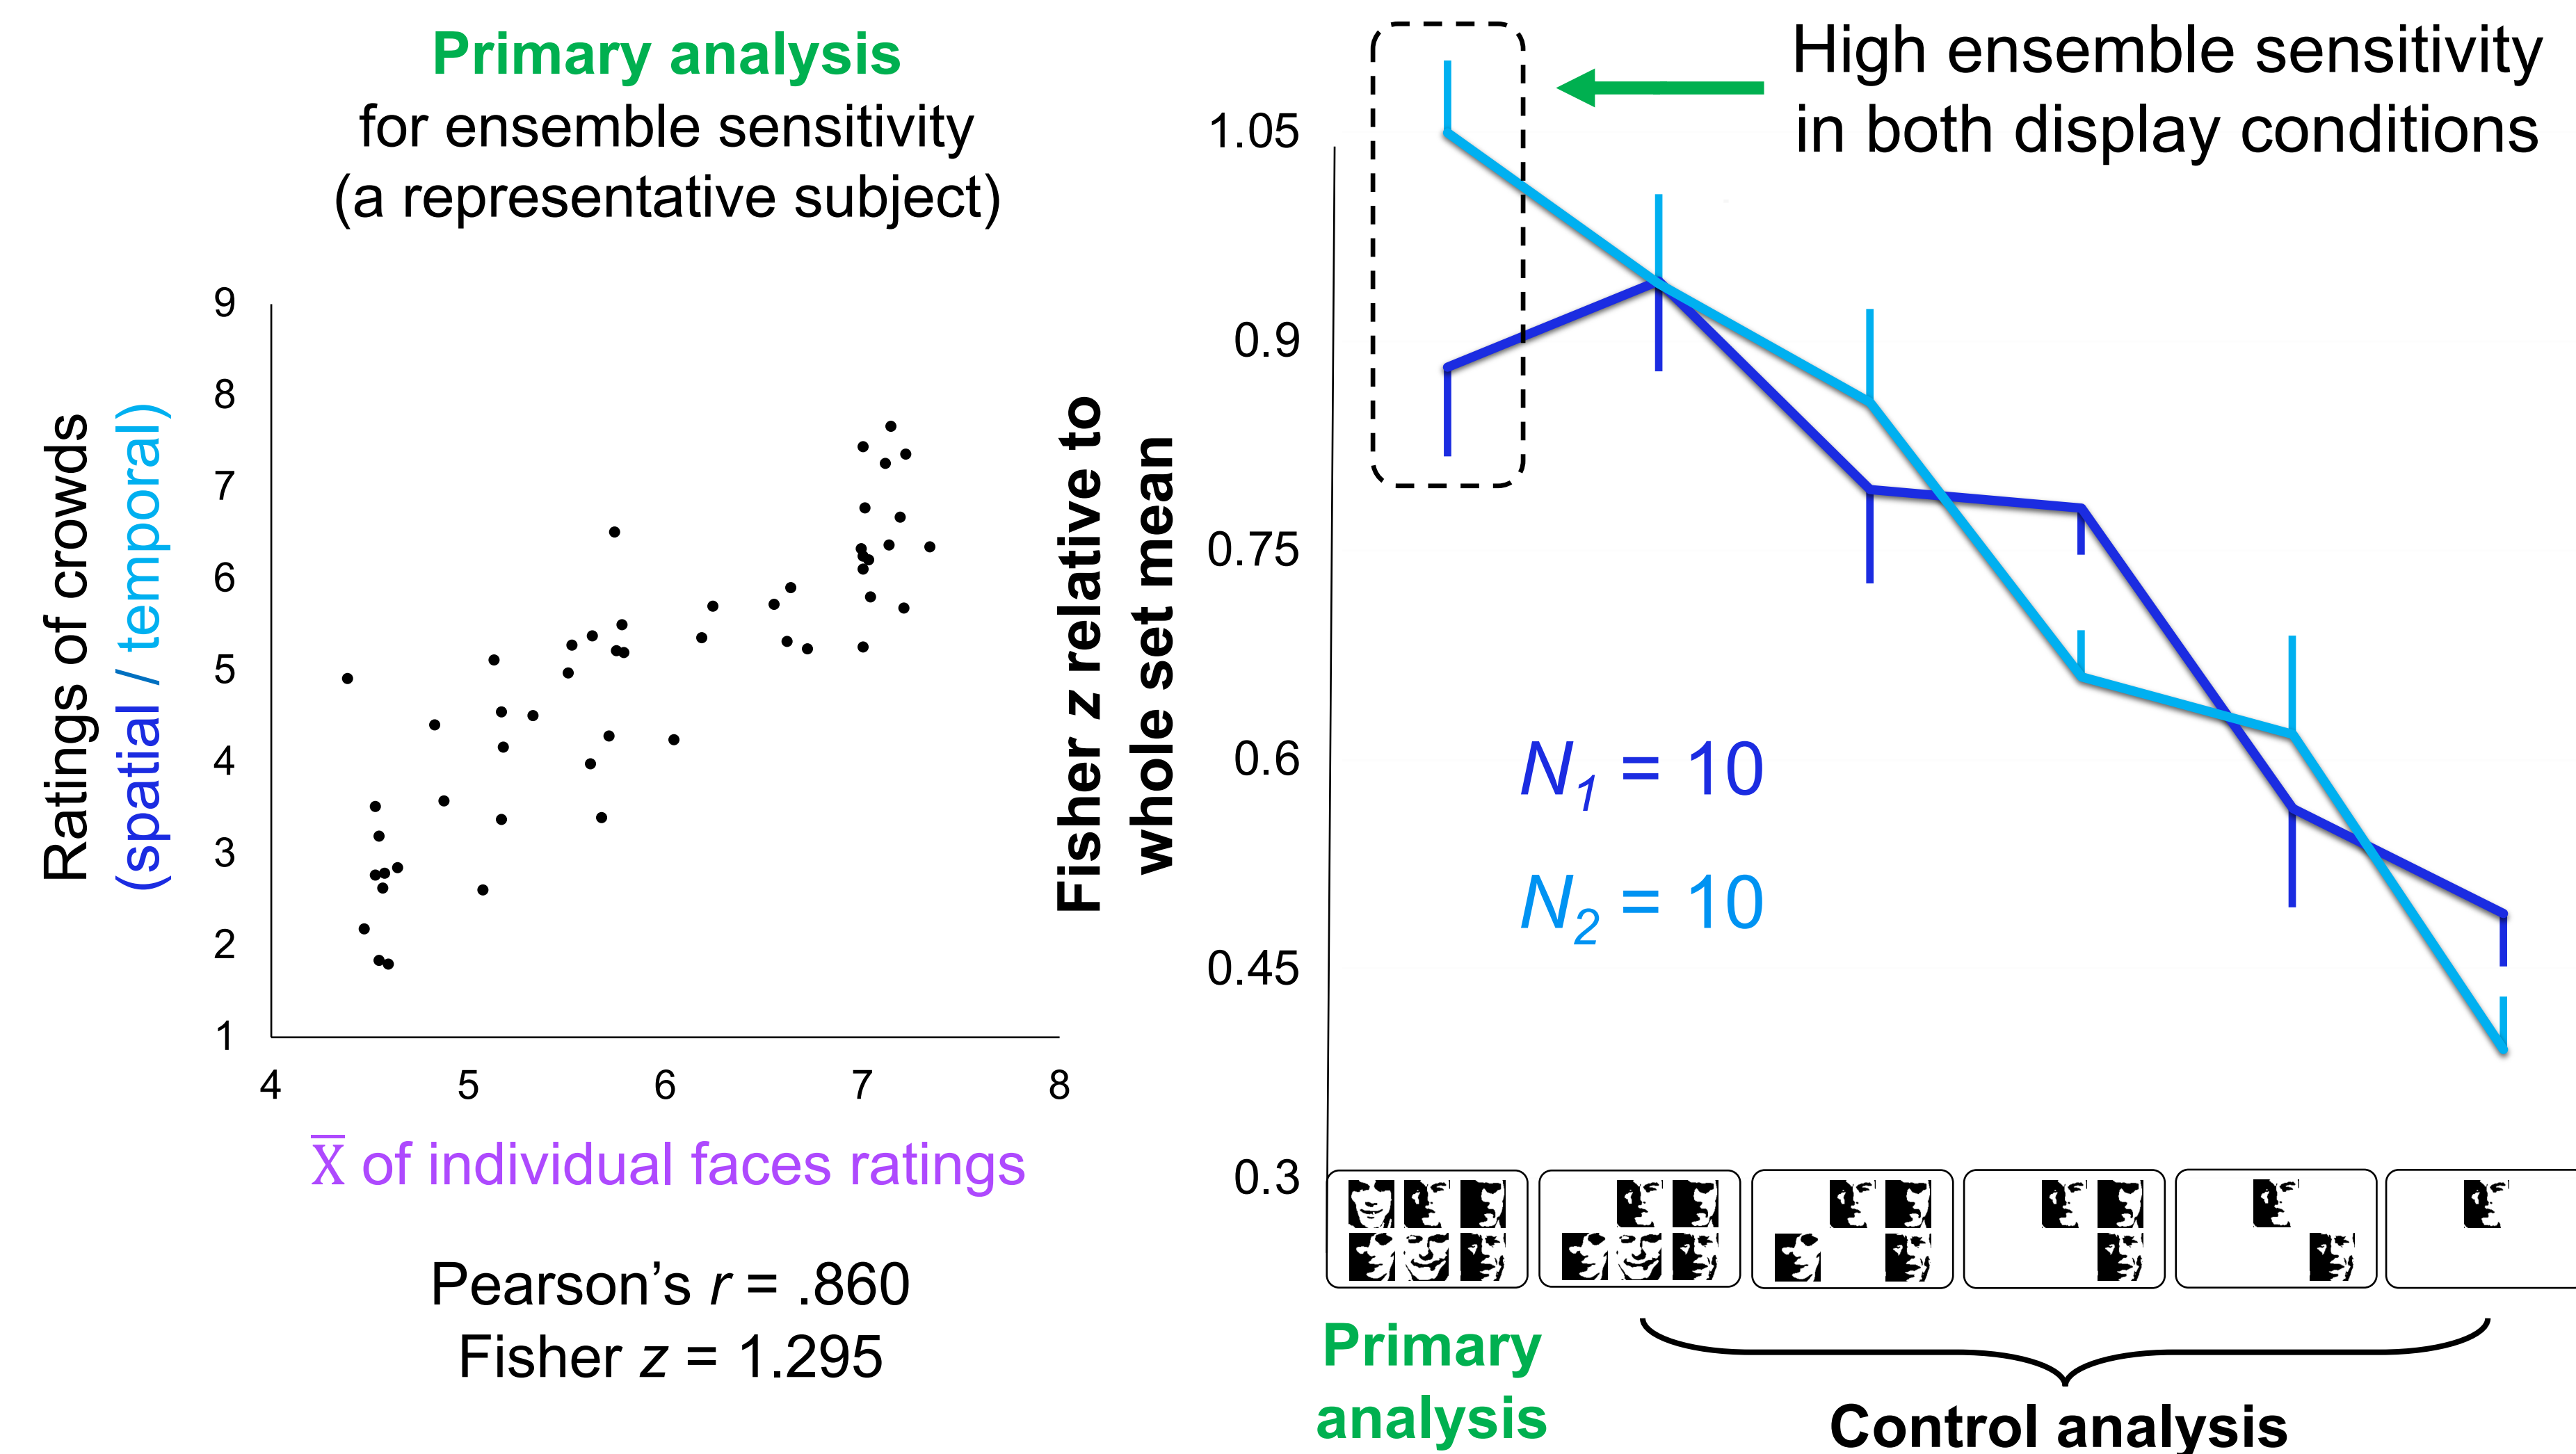 Primary analysis
for ensemble sensitivity
(a representative subject)
Ratings of crowds
(spatial / temporal)
9
8
7
6
5
4
3
2
1
4 5 6 7 8
X̅ of individual faces ratings
Pearson’s r = .860
Fisher z = 1.295
High ensemble sensitivity
in both display conditions
Fisher z relative to
whole set mean
1.05
0.9
0.75
0.6
0.45
0.3
N₁ = 10
N₂ = 10
Primary
analysis
Control analysis